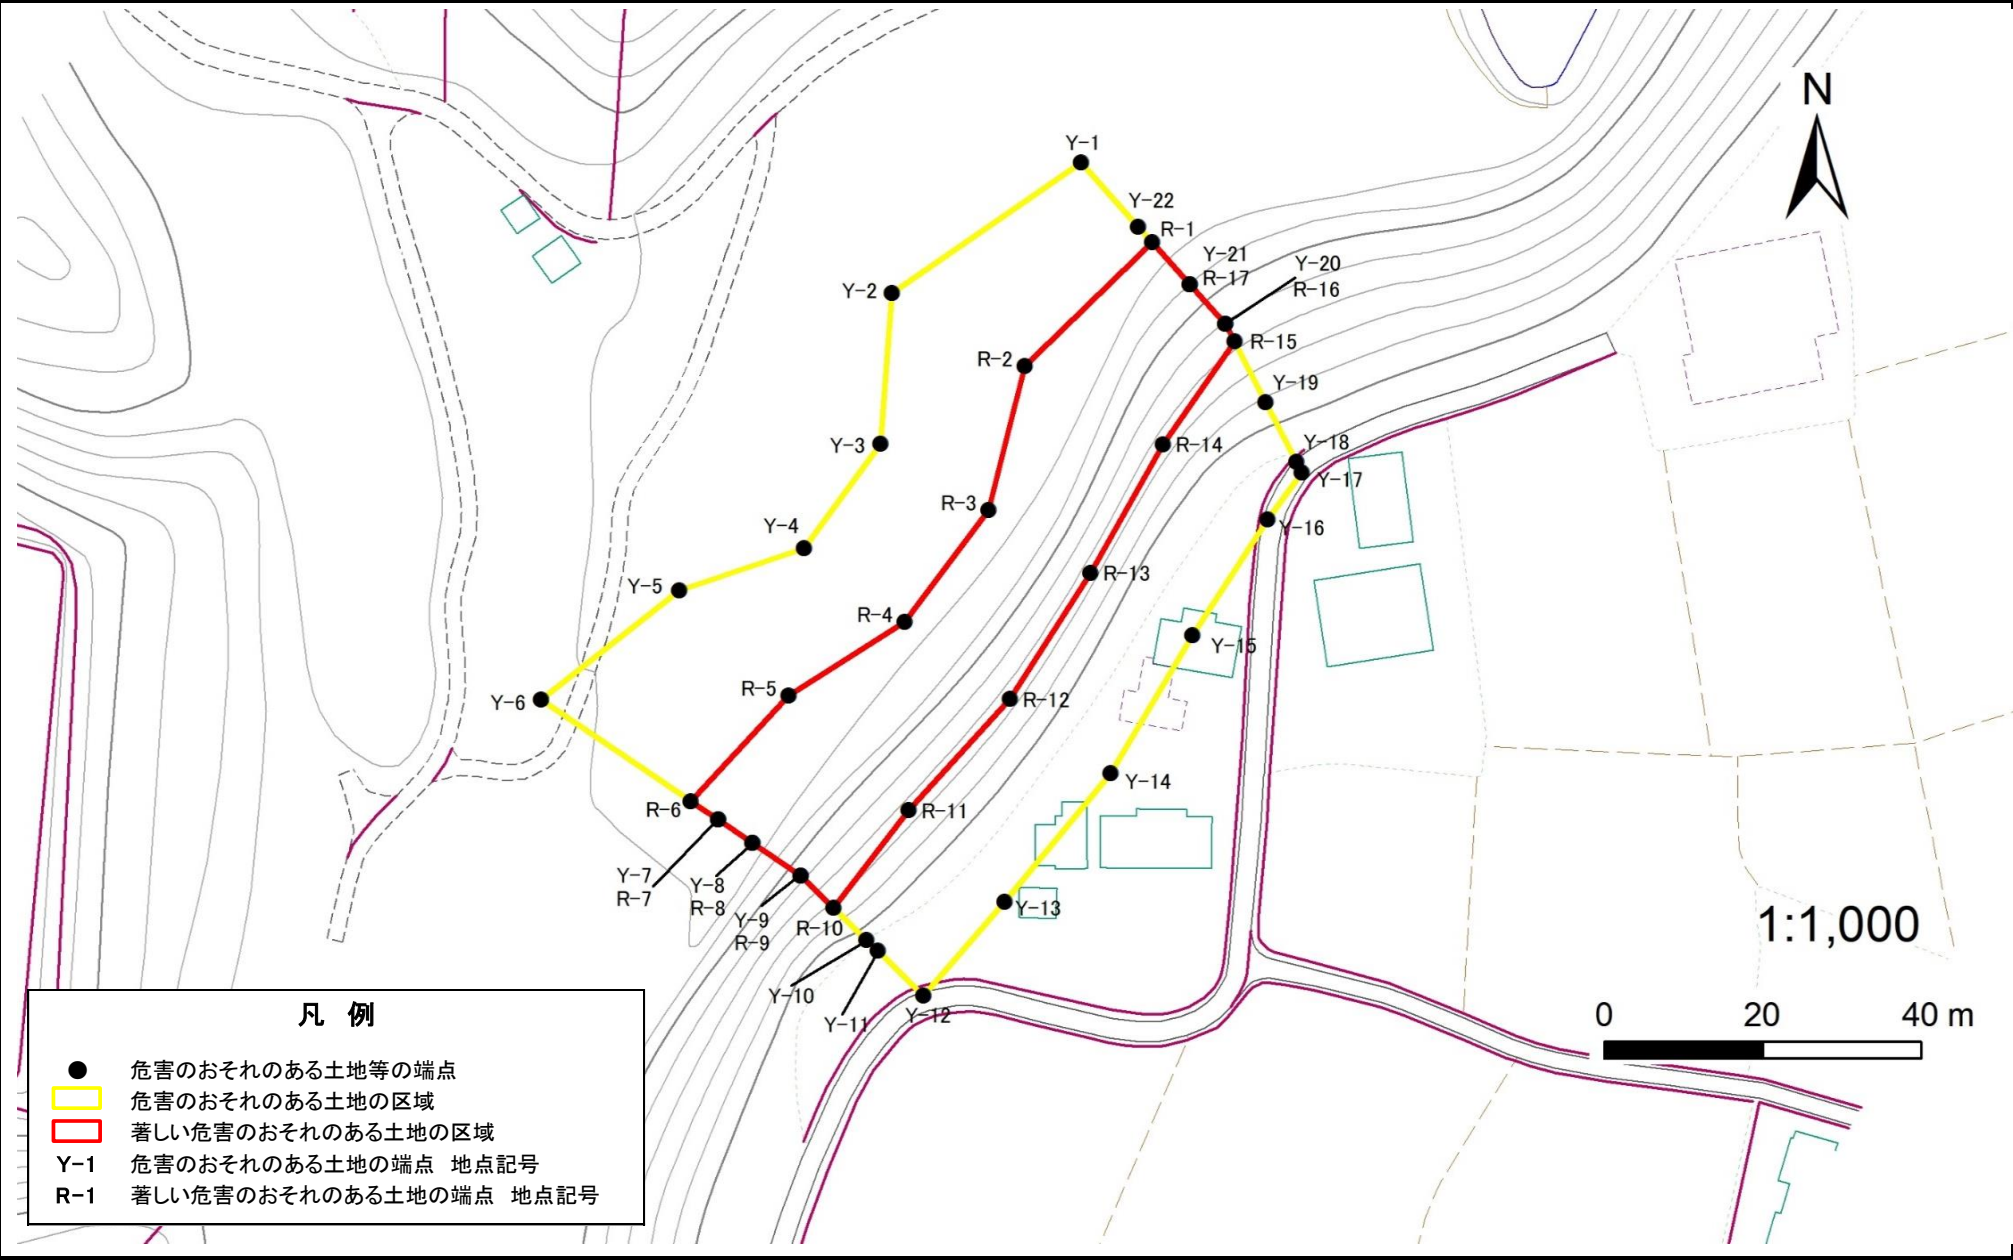 N
Y-1
Y-22
R-1
Y-21
R-17
Y-20
R-16
Y-2
R-2
R-15
Y-19
Y-3
R-14
Y-18
Y-17
R-3
Y-4
Y-16
Y-5
R-13
R-4
Y-15
Y-6
R-5
R-12
Y-14
R-6
R-11
Y-7
R-7
Y-8
R-8
Y-9
R-9
R-10
Y-13
Y-10
Y-11
Y-12
1:1,000
0 20 40 m
凡 例
危害のおそれのある土地等の端点
危害のおそれのある土地の区域
著しい危害のおそれのある土地の区域
Y-1 危害のおそれのある土地の端点 地点記号
R-1 著しい危害のおそれのある土地の端点 地点記号